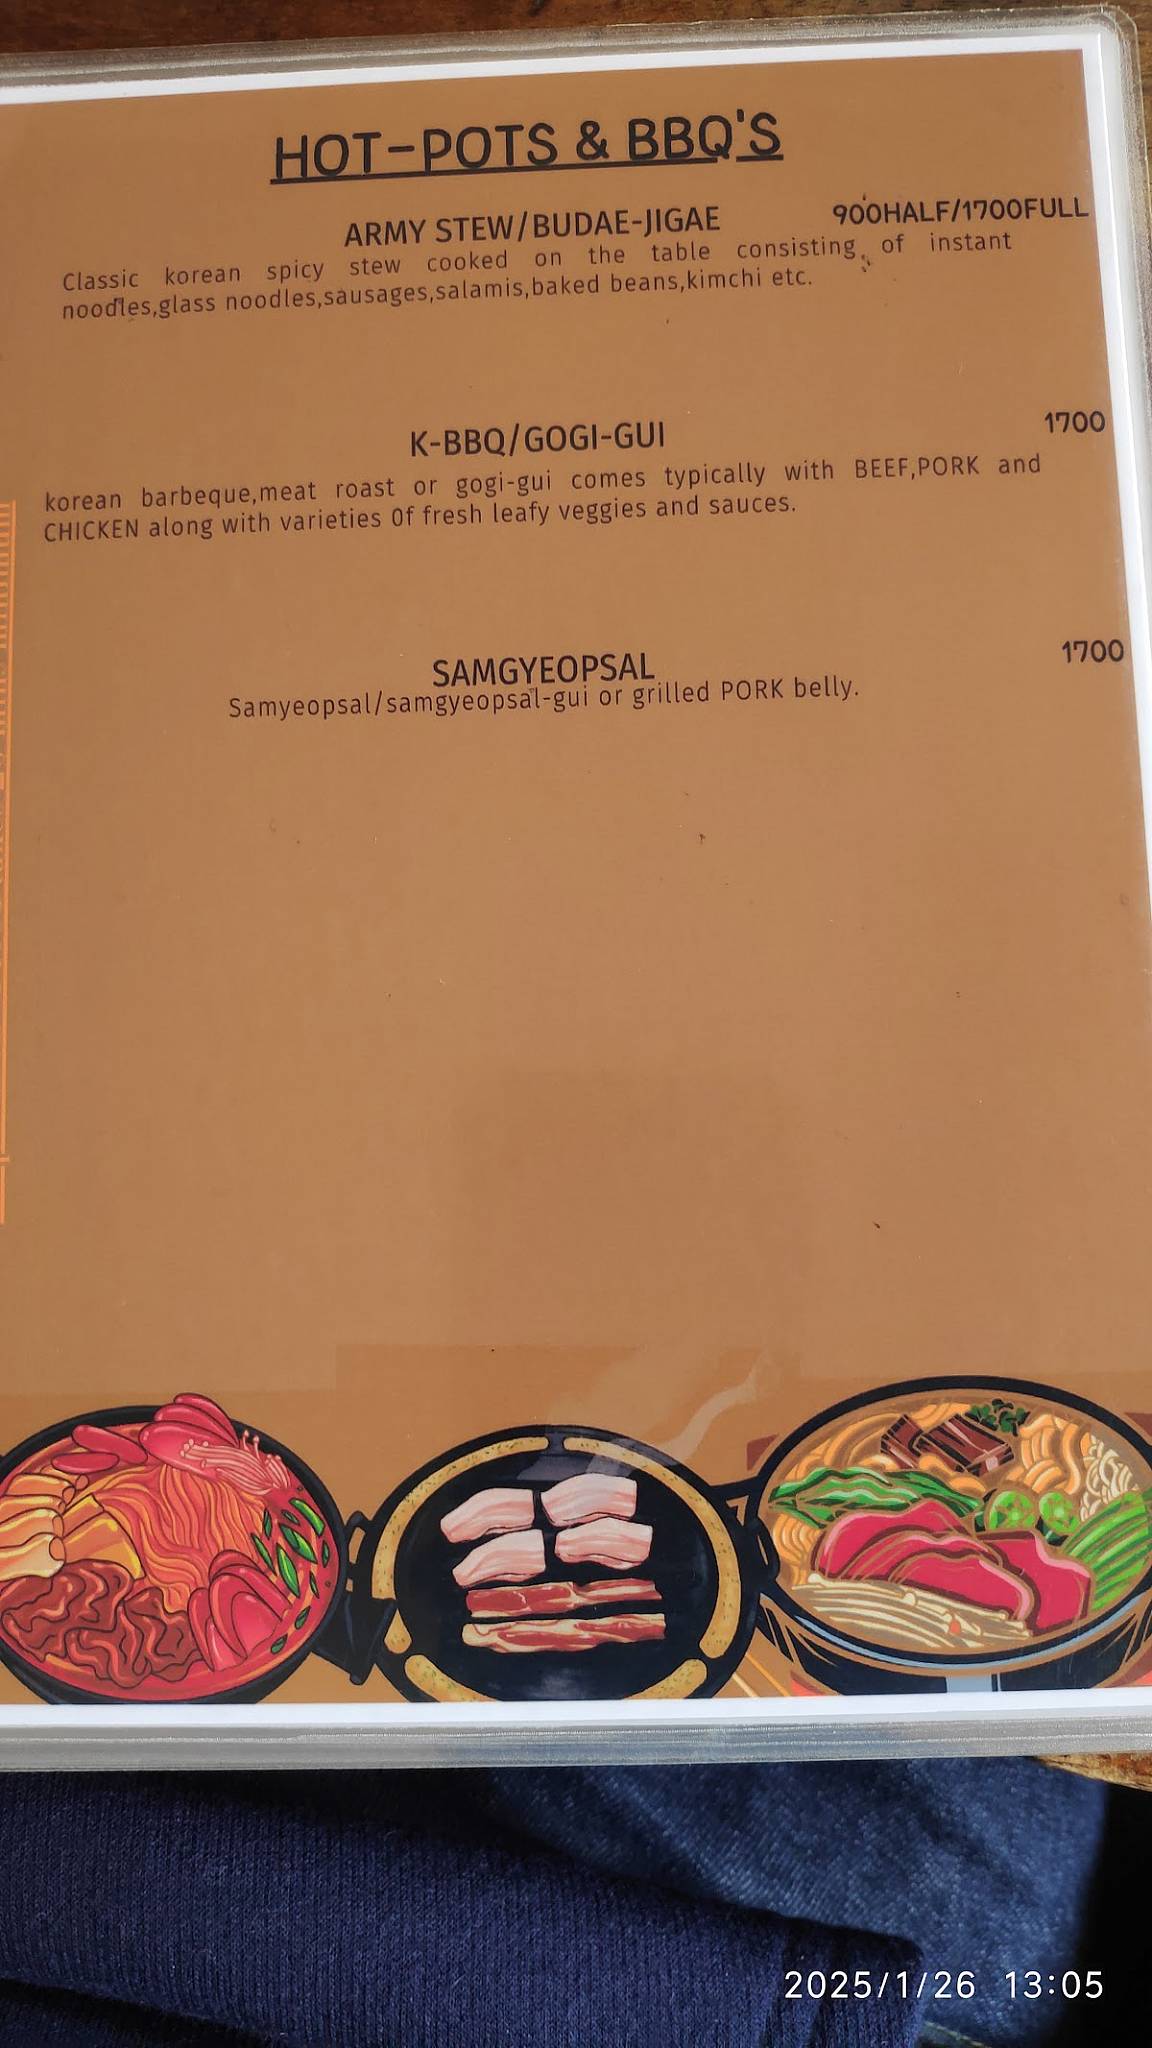 HOT-POTS & BBQ'S
ARMY STEW/BUDAE-JIGAE 900HALF/1700FULL
Classic korean spicy stew cooked on the table consisting of instant
noodles,glass noodles,sausages,salamis,baked beans,kimchi etc.
K-BBQ/GOGI-GUI 1700
korean barbeque,meat roast or gogi-gui comes typically with BEEF,PORK and
CHICKEN along with varieties 0f fresh leafy veggies and sauces.
SAMGYEOPSAL 1700
Samyeopsal/samgyeopsal-gui or grilled PORK belly.
2025/1/26 13:05